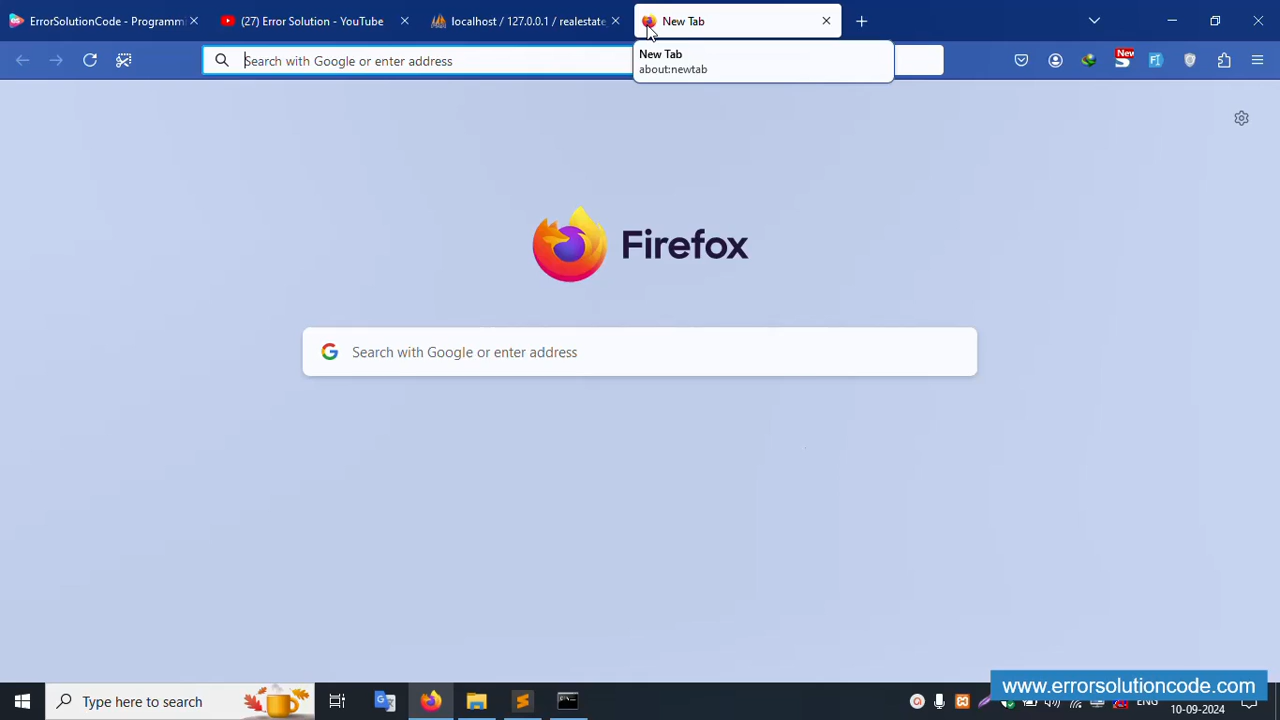 ErrorSolutionCode - Programm
(27) Error Solution - YouTube
localhost / 127.0.0.1 / realestate
New Tab
Search with Google or enter address
New Tab
about:newtab
New
Firefox
Search with Google or enter address
Type here to search
www.errorsolutioncode.com
ENG
10-09-2024